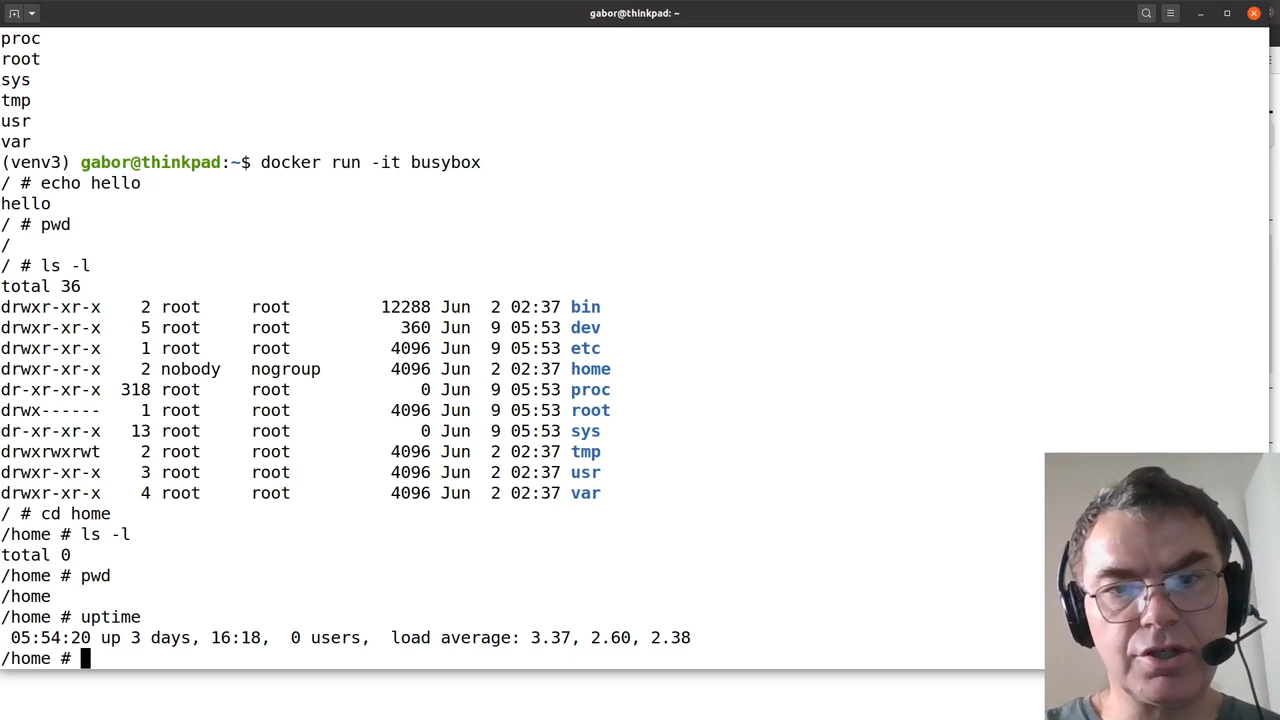 gabor@thinkpad: ~
proc
root
sys
tmp
usr
var
(venv3) gabor@thinkpad:~$ docker run -it busybox
/ # echo hello
hello
/ # pwd
/
/ # ls -l
total 36
drwxr-xr-x    2 root     root         12288 Jun  2 02:37 bin
drwxr-xr-x    5 root     root           360 Jun  9 05:53 dev
drwxr-xr-x    1 root     root          4096 Jun  9 05:53 etc
drwxr-xr-x    2 nobody   nogroup       4096 Jun  2 02:37 home
dr-xr-xr-x  318 root     root             0 Jun  9 05:53 proc
drwx------    1 root     root          4096 Jun  9 05:53 root
dr-xr-xr-x   13 root     root             0 Jun  9 05:53 sys
drwxrwxrwt    2 root     root          4096 Jun  2 02:37 tmp
drwxr-xr-x    3 root     root          4096 Jun  2 02:37 usr
drwxr-xr-x    4 root     root          4096 Jun  2 02:37 var
/ # cd home
/home # ls -l
total 0
/home # pwd
/home
/home # uptime
 05:54:20 up 3 days, 16:18,  0 users,  load average: 3.37, 2.60, 2.38
/home #